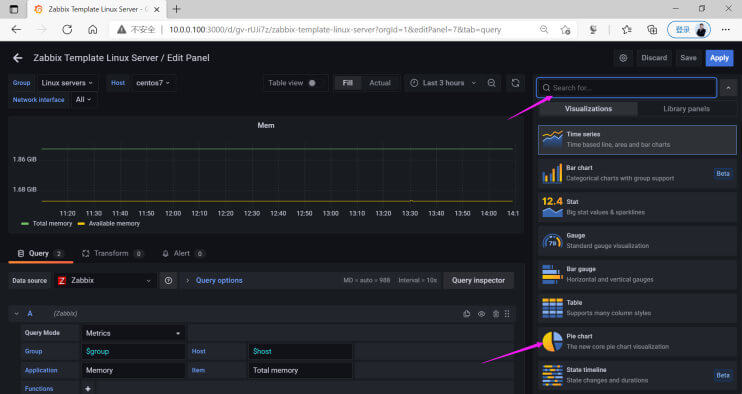 Zabbix Template Linux Server - G
不安全
10.0.0.100:3000/d/gv-rUJi7z/zabbix-template-linux-server?orgId=1&editPanel=7&tab=query
登录
Zabbix Template Linux Server / Edit Panel
Discard
Save
Apply
Group
Linux servers
Host
centos7
Table view
Fill
Actual
Last 3 hours
Network interface
All
Search for...
Visualizations
Library panels
Mem
1.86 GiB
1.68 GiB
11:20 11:30 11:40 11:50 12:00 12:10 12:20 12:30 12:40 12:50 13:00 13:10 13:20 13:30 13:40 13:50 14:00 14:1
Total memory
Available memory
Time series
Time based line, area and bar charts
Bar chart
Categorical charts with group support
Beta
12.4
Stat
Big stat values & sparklines
79
Gauge
Standard gauge visualization
Bar gauge
Horizontal and vertical gauges
Table
Supports many column styles
Pie chart
The new core pie chart visualization
State timeline
State changes and durations
Beta
Query 2
Transform 0
Alert 0
Data source
Z Zabbix
Query options
MD = auto = 988
Interval = 10s
Query inspector
A
(Zabbix)
Query Mode
Metrics
Group
$group
Host
$host
Application
Memory
Item
Total memory
Functions
+